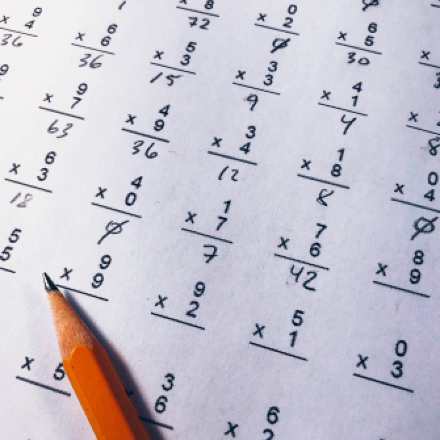 8 0 6
x 8 x 2 x 5 x
72 0 30
9 6 5 3 4
x 4 x 6 x 3 x 3 x 1 x
36 36 15 9 4 8
9 9 4 3 1 0
x 7 x 9 x 4 x 8 x 4
63 36 12 8 0
6 4 1 7 8
x 3 x 0 x 7 x 6 x 9
18 0 7 42
5 9 9 5 0
5 x 9 x 2 x 1 x 3
3 6
x 5 6 x